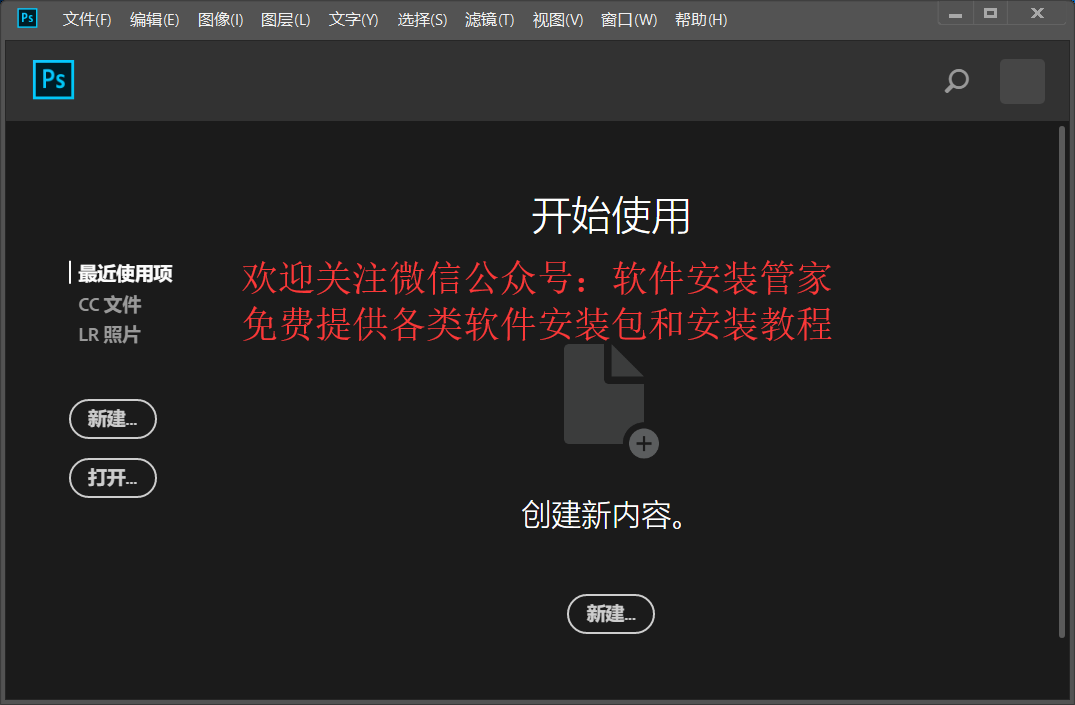 Ps 文件(F) 编辑(E) 图像(I) 图层(L) 文字(Y) 选择(S) 滤镜(T) 视图(V) 窗口(W) 帮助(H)
Ps
开始使用
欢迎关注微信公众号：软件安装管家
免费提供各类软件安装包和安装教程
最近使用项
CC 文件
LR 照片
新建...
打开...
创建新内容。
新建...